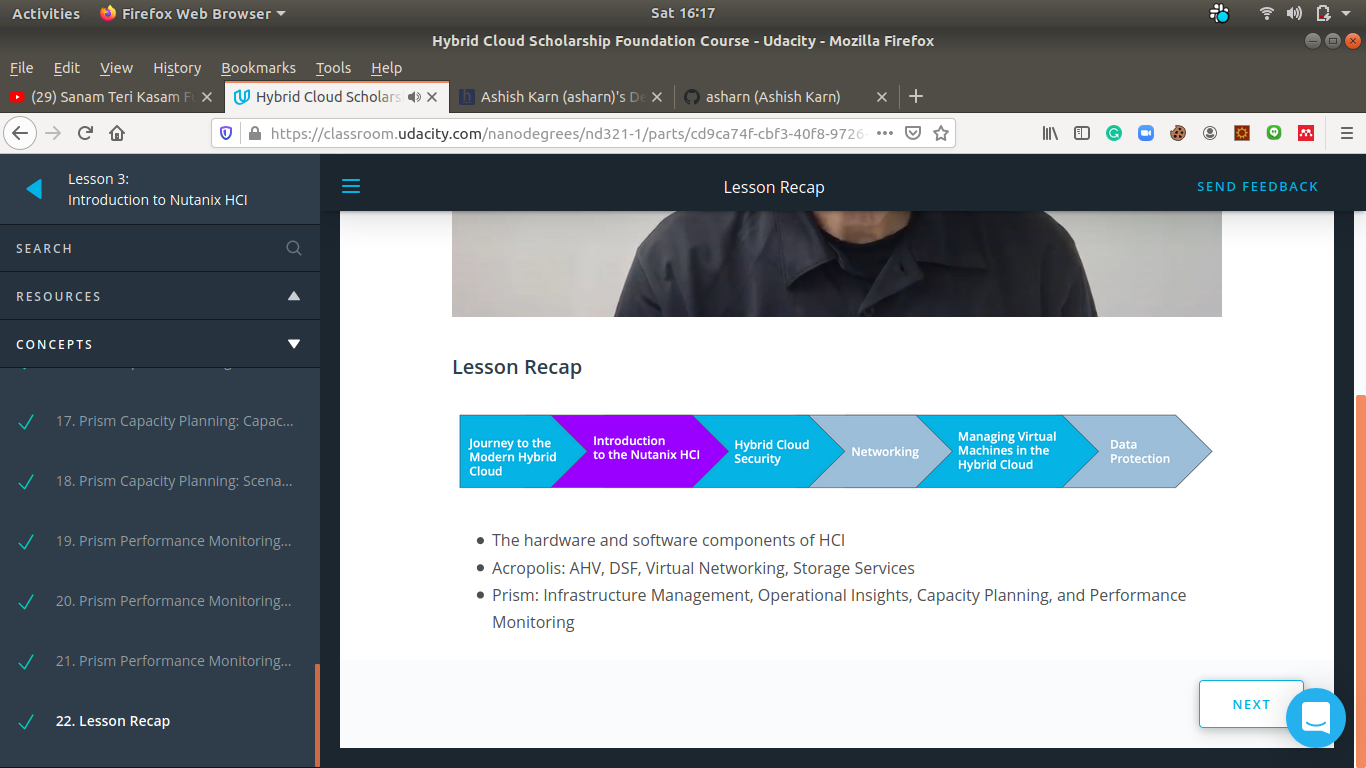 Activities Firefox Web Browser Sat 16:17
Hybrid Cloud Scholarship Foundation Course - Udacity - Mozilla Firefox
File Edit View History Bookmarks Tools Help
(29) Sanam Teri Kasam F Hybrid Cloud Scholars Ashish Karn (asharn)'s De asharn (Ashish Karn)
https://classroom.udacity.com/nanodegrees/nd321-1/parts/cd9ca74f-cbf3-40f8-9726-
Lesson 3:
Introduction to Nutanix HCI
Lesson Recap
SEND FEEDBACK
SEARCH
RESOURCES
CONCEPTS
17. Prism Capacity Planning: Capac...
18. Prism Capacity Planning: Scena...
19. Prism Performance Monitoring...
20. Prism Performance Monitoring...
21. Prism Performance Monitoring...
22. Lesson Recap
Lesson Recap
Journey to the
Modern Hybrid
Cloud
Introduction
to the Nutanix HCI
Hybrid Cloud
Security
Networking
Managing Virtual
Machines in the
Hybrid Cloud
Data
Protection
• The hardware and software components of HCI
• Acropolis: AHV, DSF, Virtual Networking, Storage Services
• Prism: Infrastructure Management, Operational Insights, Capacity Planning, and Performance
Monitoring
NEXT